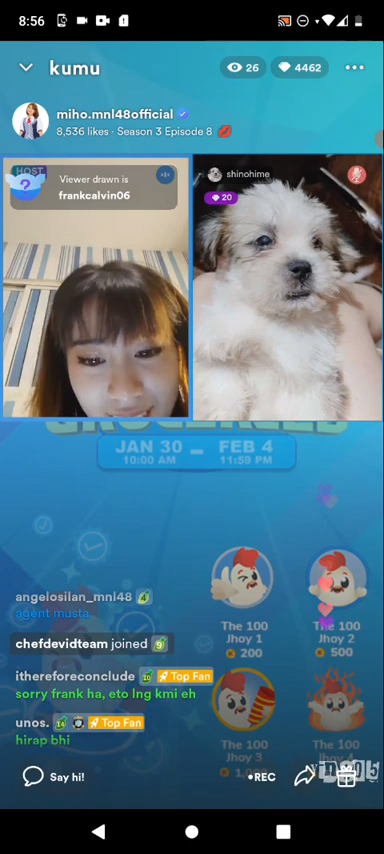 8:56
kumu
26
4462
miho.mnl48official
8,536 likes · Season 3 Episode 8
HOST
Viewer drawn is
frankcalvin06
shinohime
20
JAN 30 - FEB 4
10:00 AM 11:59 PM
angelosilan_mnl48 4
agent musta
chefdevidteam joined 9
The 100
Jhoy 1
200
The 100
Jhoy 2
500
ithereforeconclude 10 Top Fan
sorry frank ha, eto lng kmi eh
unos. 14 Top Fan
hirap bhi
The 100
Jhoy 3
The 100
Say hi!
•REC